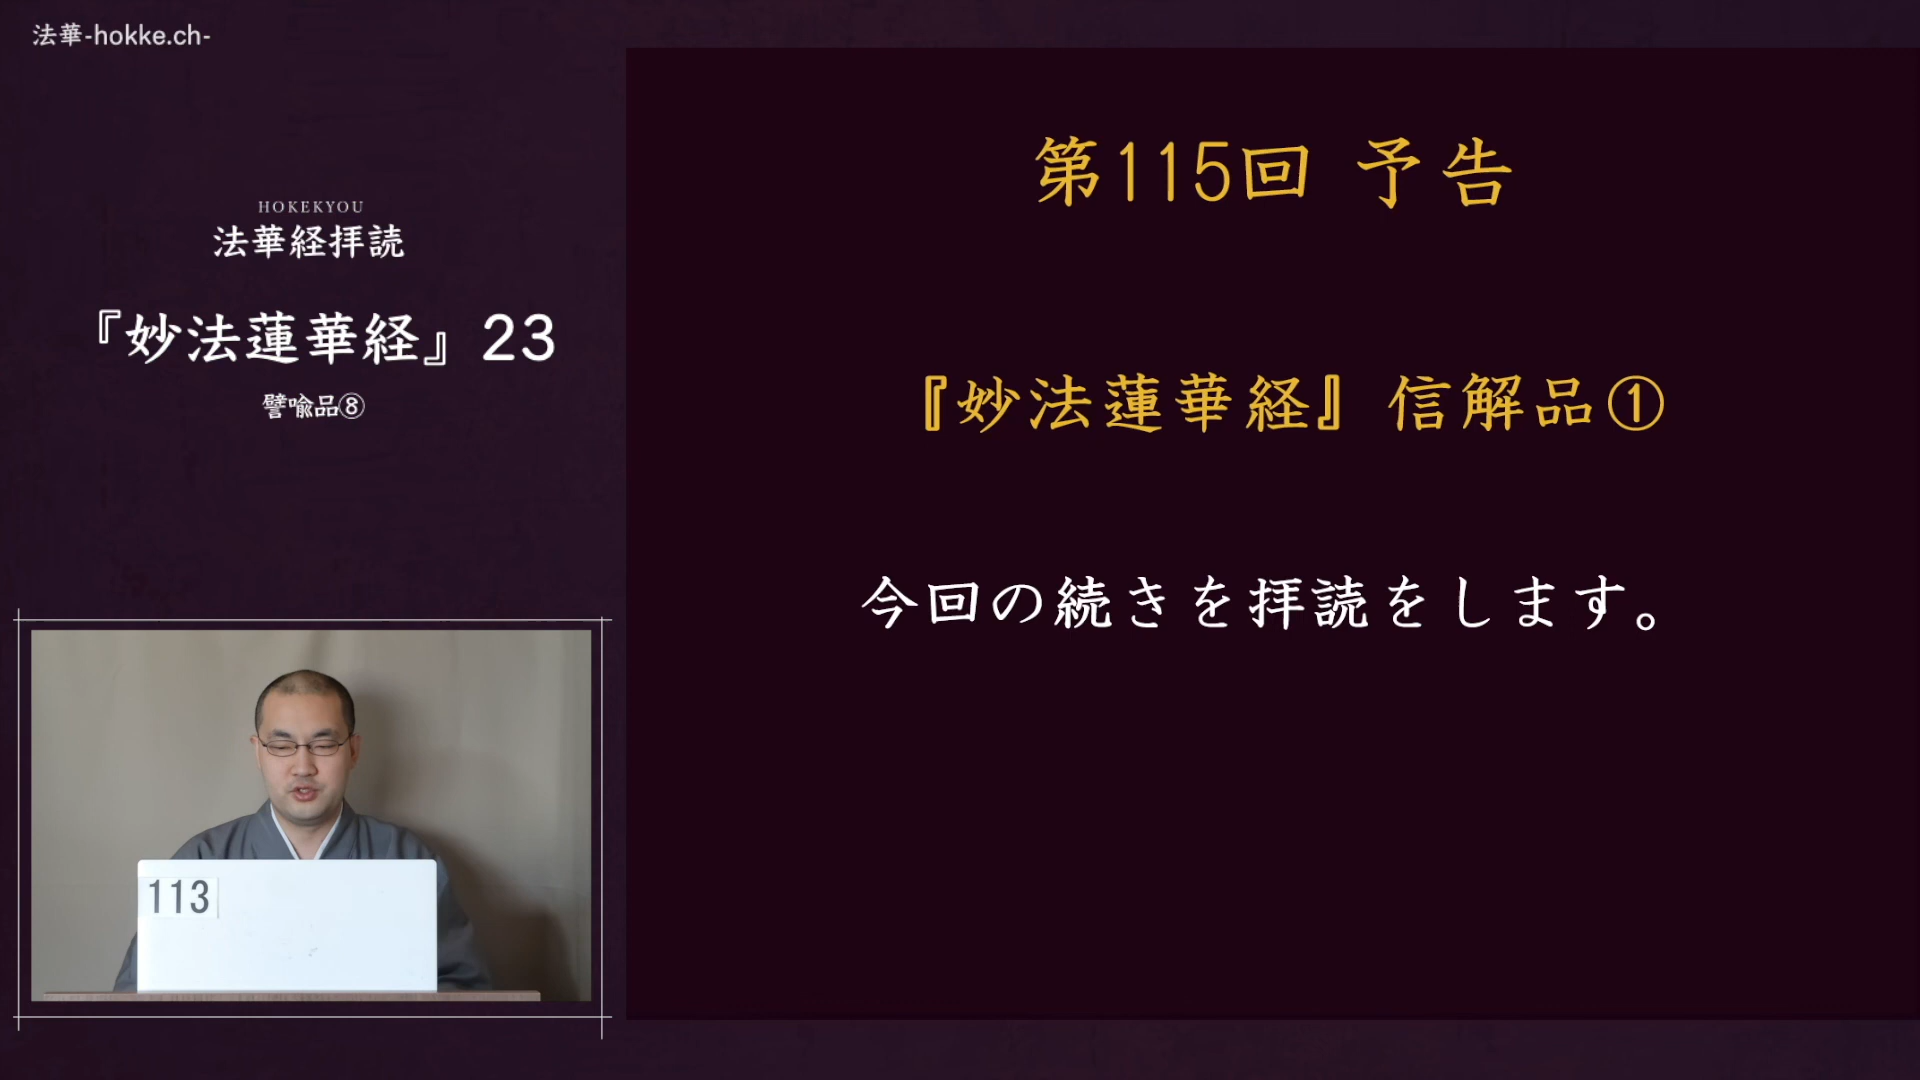 法華-hokke.ch-
HOKEKYOU
法華経拝読
『妙法蓮華経』23
譬喩品⑧
113
第115回 予告
『妙法蓮華経』信解品①
今回の続きを拝読をします。